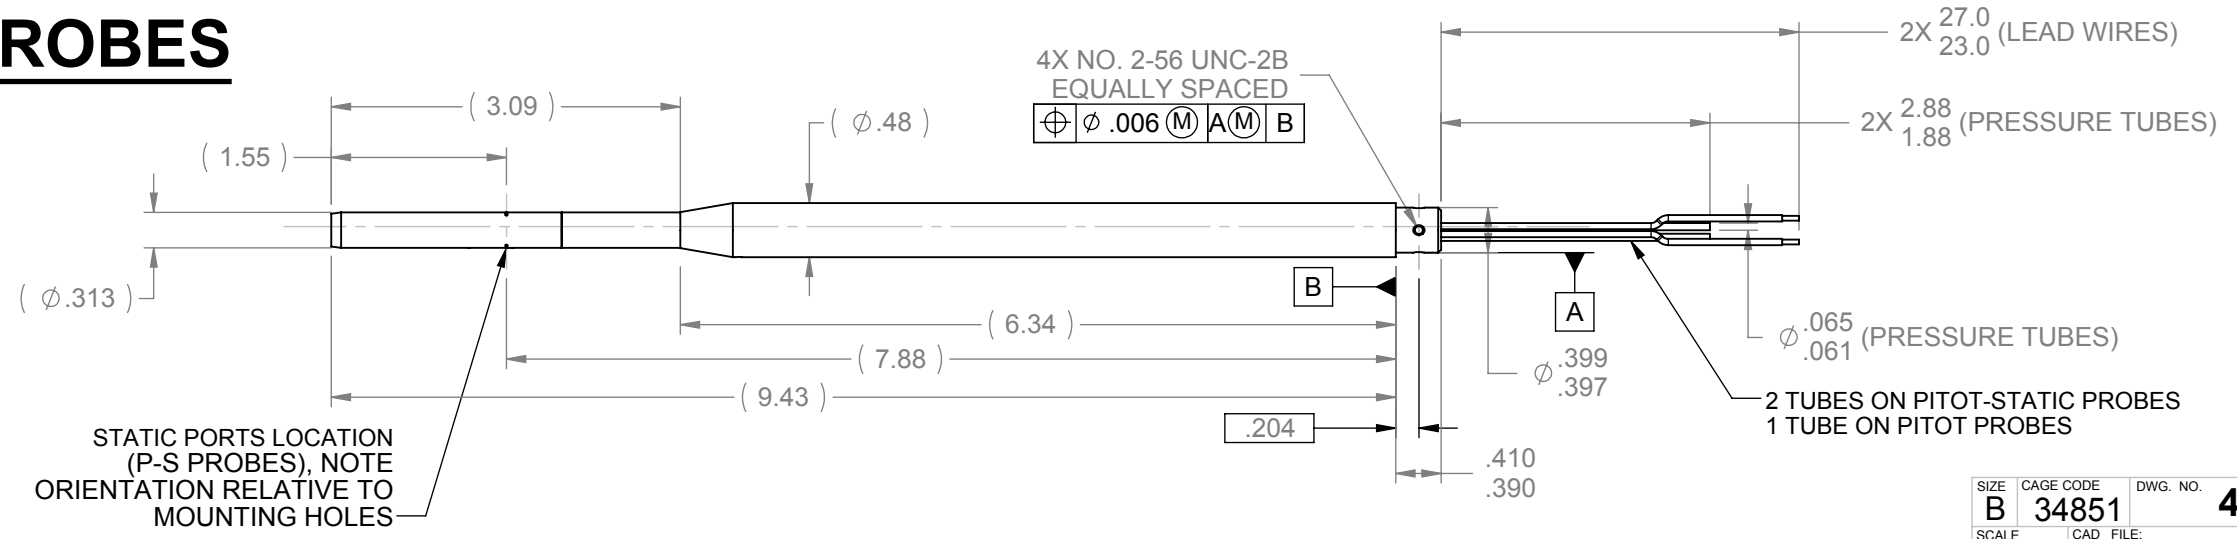 ROBES
4X NO. 2-56 UNC-2B
EQUALLY SPACED
⌖ ⌀ .006 Ⓜ A Ⓜ B
2X 27.0
23.0 (LEAD WIRES)
2X 2.88
1.88 (PRESSURE TUBES)
( 3.09 )
( ⌀.48 )
( 1.55 )
( ⌀.313 )
B
A
( 6.34 )
( 7.88 )
( 9.43 )
.204
⌀ .399
.397
.410
.390
⌀ .065
.061 (PRESSURE TUBES)
2 TUBES ON PITOT-STATIC PROBES
1 TUBE ON PITOT PROBES
STATIC PORTS LOCATION
(P-S PROBES), NOTE
ORIENTATION RELATIVE TO
MOUNTING HOLES
SIZE CAGE CODE DWG. NO.
B 34851 4
SCALE CAD FILE: